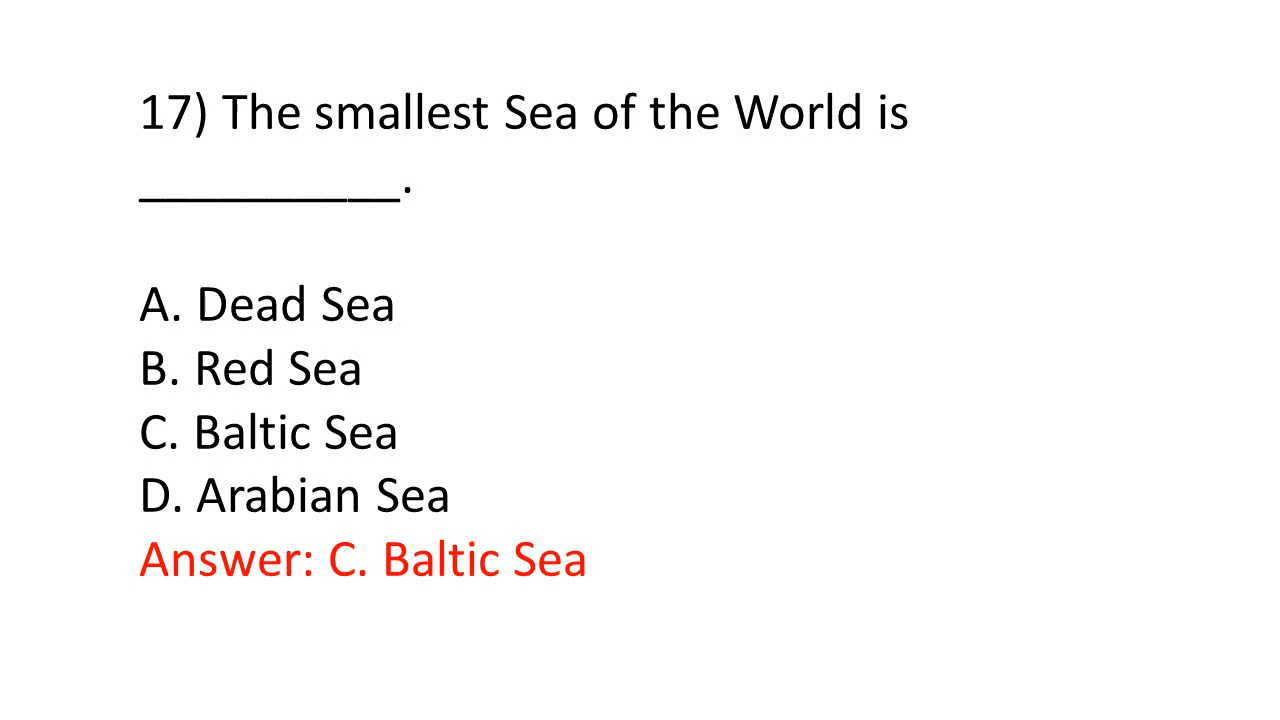 17) The smallest Sea of the World is
__________.
A. Dead Sea
B. Red Sea
C. Baltic Sea
D. Arabian Sea
Answer: C. Baltic Sea